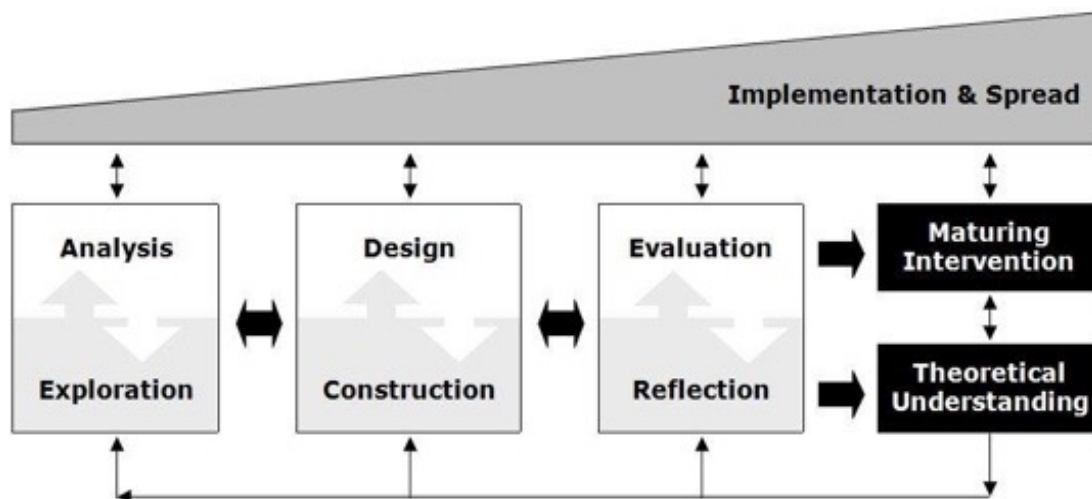 Implementation & Spread
Analysis
Exploration
Design
Construction
Evaluation
Reflection
Maturing
Intervention
Theoretical
Understanding